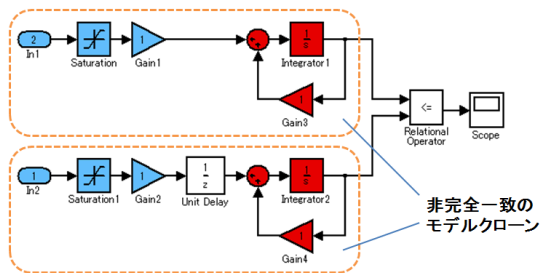 2
In1
Saturation
1
Gain1
1
s
Integrator1
1
Gain3
<=
Relational
Operator
Scope
1
In2
Saturation1
1
Gain2
1
z
Unit Delay
1
s
Integrator2
1
Gain4
非完全一致の
モデルクローン